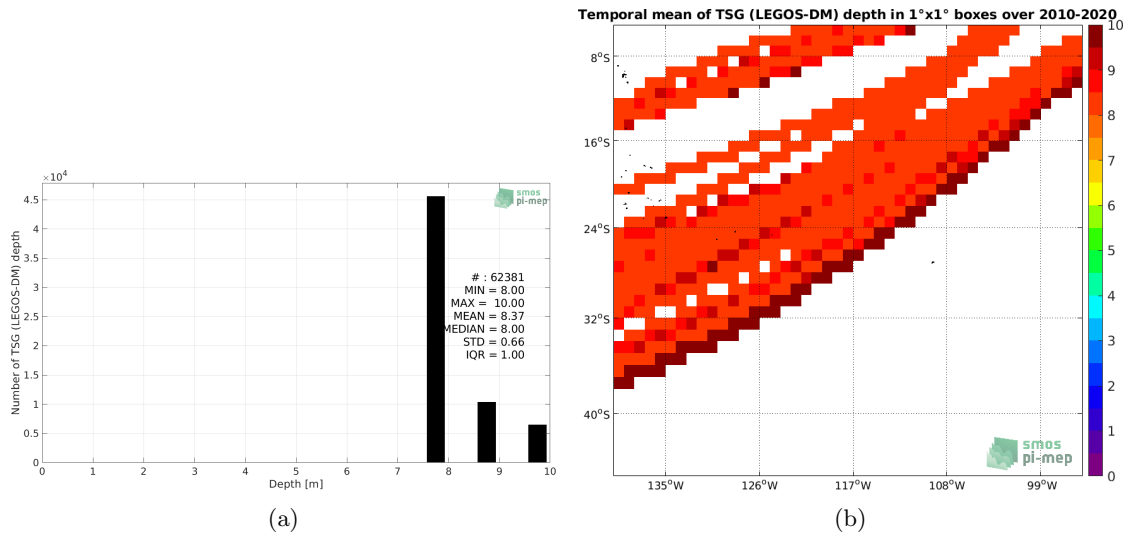 ×10⁴
4.5
4
3.5
3
2.5
2
1.5
1
0.5
0
Number of TSG (LEGOS-DM) depth
smos
pi-mep
# : 62381
MIN = 8.00
MAX = 10.00
MEAN = 8.37
MEDIAN = 8.00
STD = 0.66
IQR = 1.00
0 1 2 3 4 5 6 7 8 9 10
Depth [m]
(a)
Temporal mean of TSG (LEGOS-DM) depth in 1°x1° boxes over 2010-2020
8°S
16°S
24°S
32°S
40°S
135°W 126°W 117°W 108°W 99°W
smos
pi-mep
10
9
8
7
6
5
4
3
2
1
0
(b)